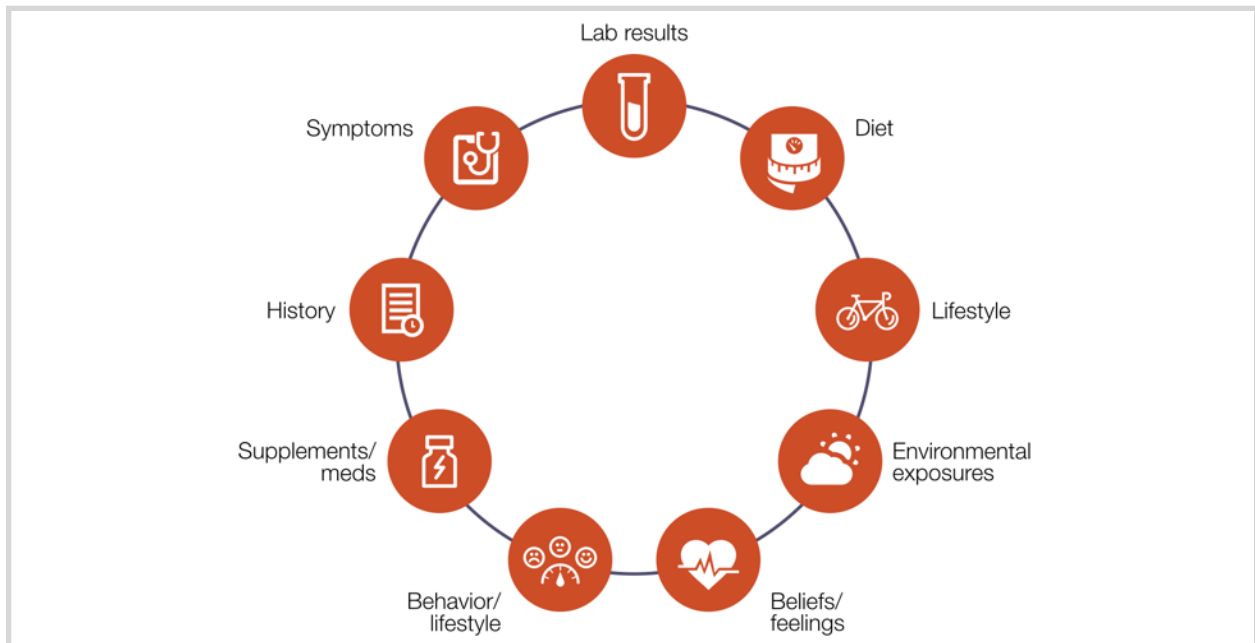 Lab results
Diet
Lifestyle
Environmental
exposures
Beliefs/
feelings
Behavior/
lifestyle
Supplements/
meds
History
Symptoms